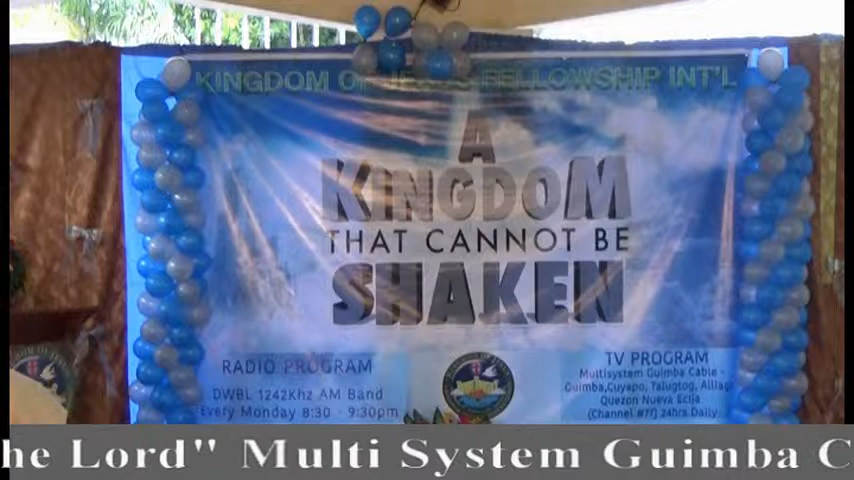 KINGDOM OF JESUS FELLOWSHIP INT'L
A
KINGDOM
THAT CANNOT BE
SHAKEN
RADIO PROGRAM
DWBL 1242Khz AM Band
Every Monday 8:30 - 9:30pm
TV PROGRAM
Multisystem Guimba Cable -
Guimba,Cuyapo, Talugtog,
Quezon Nueva Ecija
(Channel #77) 24hrs Daily
he Lord" Multi System Guimba C